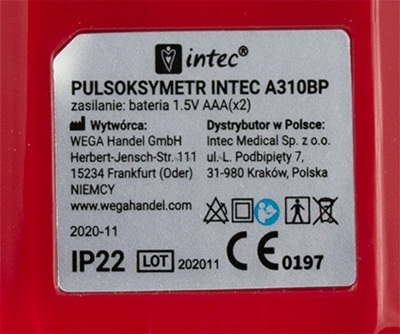 intec®
PULSOKSYMETR INTEC A310BP
zasilanie: bateria 1.5V AAA(x2)
Wytwórca:
WEGA Handel GmbH
Herbert-Jensch-Str. 111
15234 Frankfurt (Oder)
NIEMCY
www.wegahandel.com
Dystrybutor w Polsce:
Intec Medical Sp. z o.o.
ul. L. Podbipięty 7
31-980 Kraków, Polska
2020-11
IP22 LOT 202011 CE 0197